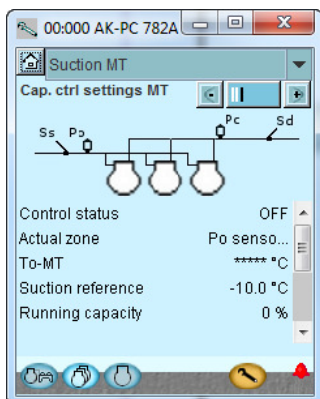 00:000 AK-PC 782A
Suction MT
Cap. ctrl settings MT
Ss Po Pc Sd
Control status OFF
Actual zone Po senso...
To-MT ***** °C
Suction reference -10.0 °C
Running capacity 0 %